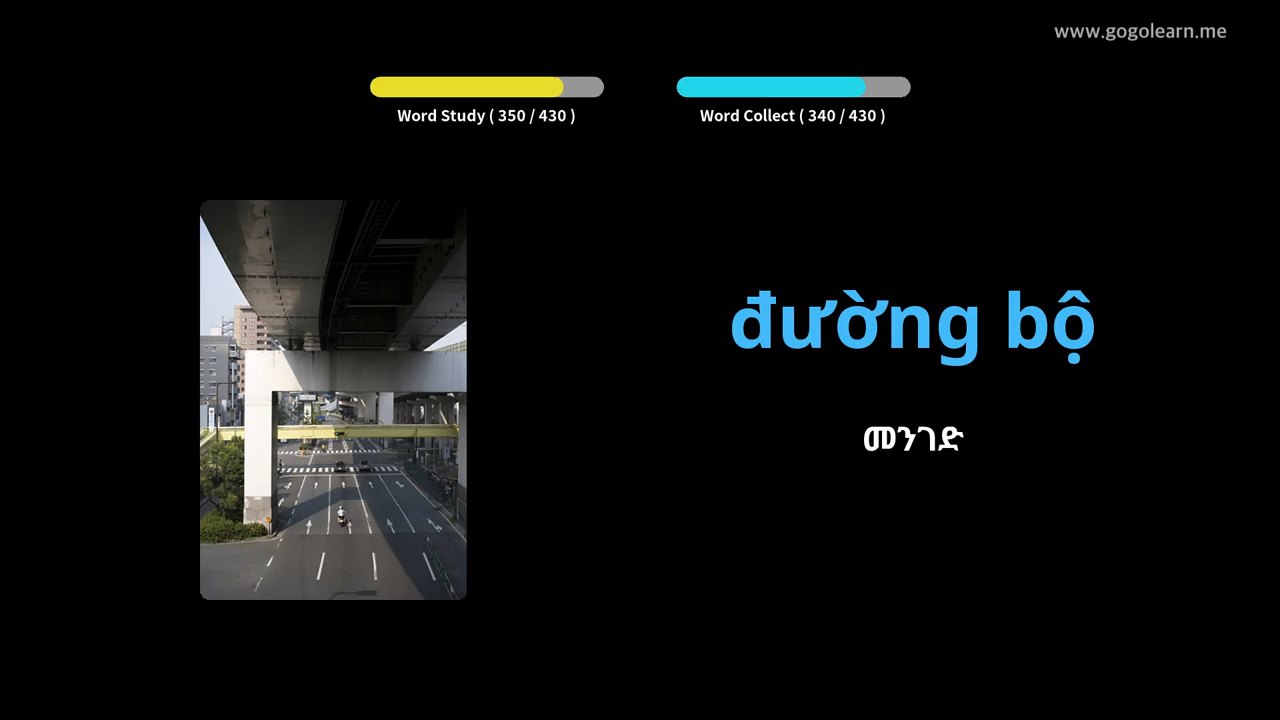 www.gogolearn.me
Word Study ( 350 / 430 )
Word Collect ( 340 / 430 )
đường bộ
መንገድ